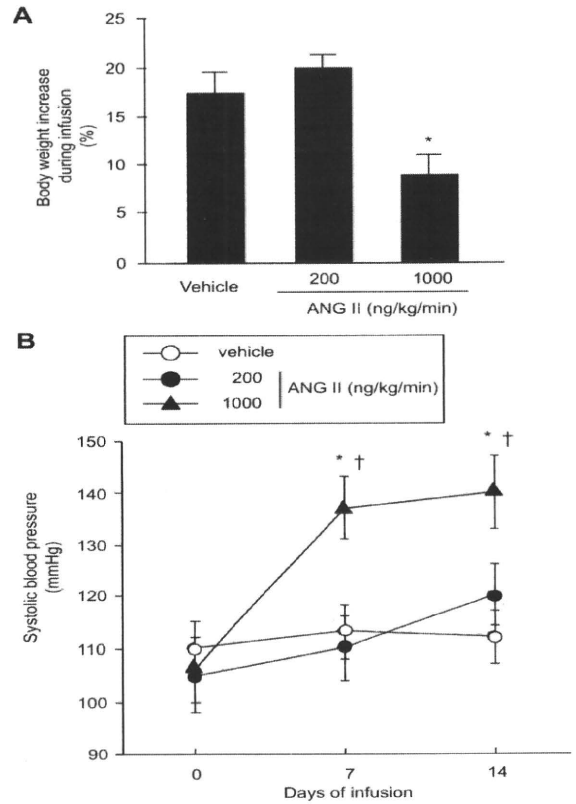 A
Body weight increase
during infusion
(%)
25
20
15
10
5
0
*
Vehicle
200
1000
ANG II (ng/kg/min)
B
vehicle
200
1000
ANG II (ng/kg/min)
Systolic blood pressure
(mmHg)
150
140
130
120
110
100
90
* †
* †
0
7
14
Days of infusion